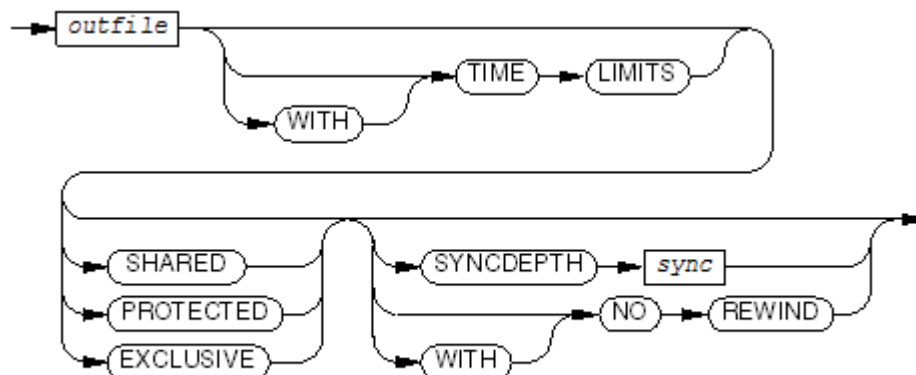 outfile
TIME LIMITS
WITH
SHARED SYNCDEPTH sync
PROTECTED NO REWIND
EXCLUSIVE WITH